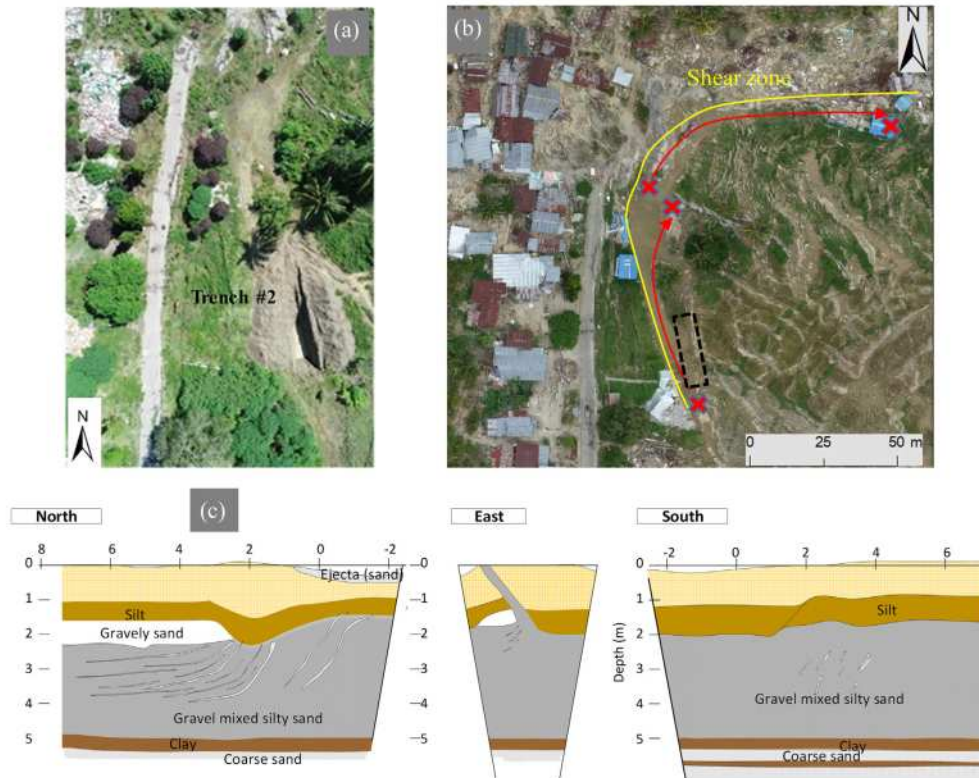 (a)
Trench #2
N
(b)
Shear zone
N
0 25 50 m
(c)
North
East
South
8 6 4 2 0 -2
0
1
2
3
4
5
Ejecta (sand)
Silt
Gravely sand
Gravel mixed silty sand
Clay
Coarse sand
0
1
2
3
4
5
-2 0 2 4 6
0
1
2
3
4
5
Depth (m)
Silt
Gravel mixed silty sand
Clay
Coarse sand